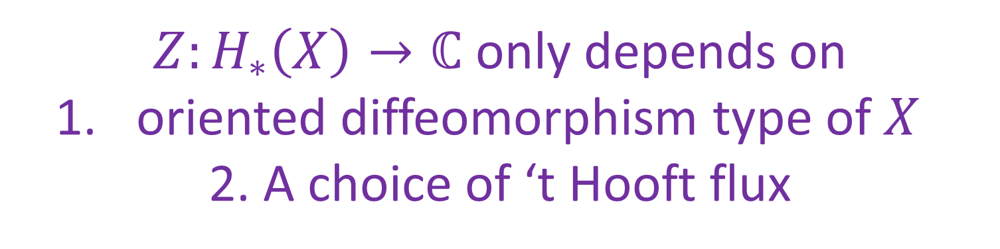 Z: H_*(X) → ℂ only depends on
1. oriented diffeomorphism type of X
2. A choice of ‘t Hooft flux